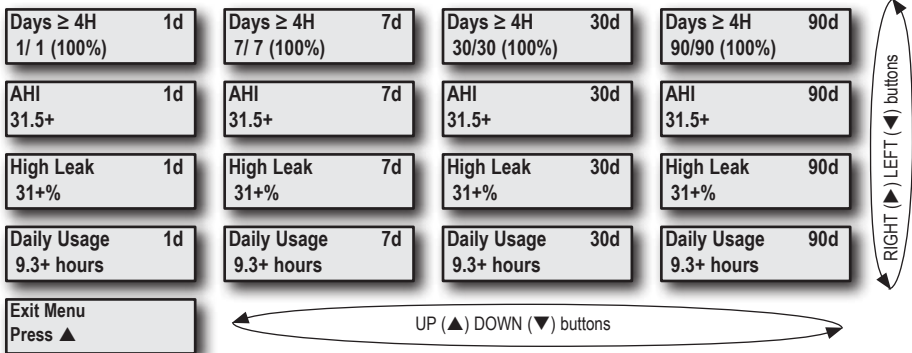 Days ≥ 4H 1d
1/ 1 (100%)
Days ≥ 4H 7d
7/ 7 (100%)
Days ≥ 4H 30d
30/30 (100%)
Days ≥ 4H 90d
90/90 (100%)
AHI 1d
31.5+
AHI 7d
31.5+
AHI 30d
31.5+
AHI 90d
31.5+
High Leak 1d
31+%
High Leak 7d
31+%
High Leak 30d
31+%
High Leak 90d
31+%
Daily Usage 1d
9.3+ hours
Daily Usage 7d
9.3+ hours
Daily Usage 30d
9.3+ hours
Daily Usage 90d
9.3+ hours
Exit Menu
Press ▲
UP (▲) DOWN (▼) buttons
RIGHT (▶) LEFT (◀) buttons